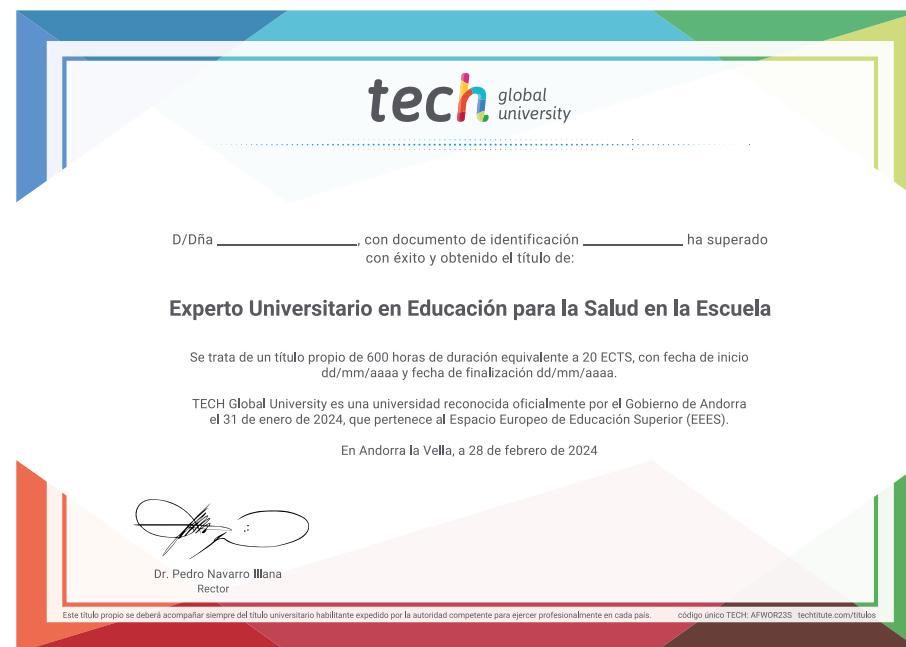 tech global university
D/Dña ____________________, con documento de identificación ______________ ha superado
con éxito y obtenido el título de:
Experto Universitario en Educación para la Salud en la Escuela
Se trata de un título propio de 600 horas de duración equivalente a 20 ECTS, con fecha de inicio
dd/mm/aaaa y fecha de finalización dd/mm/aaaa.
TECH Global University es una universidad reconocida oficialmente por el Gobierno de Andorra
el 31 de enero de 2024, que pertenece al Espacio Europeo de Educación Superior (EEES).
En Andorra la Vella, a 28 de febrero de 2024
Dr. Pedro Navarro Illana
Rector
Este título propio se deberá acompañar siempre del título universitario habilitante expedido por la autoridad competente para ejercer profesionalmente en cada país. código único TECH: AFWOR23S techtitute.com/titulos